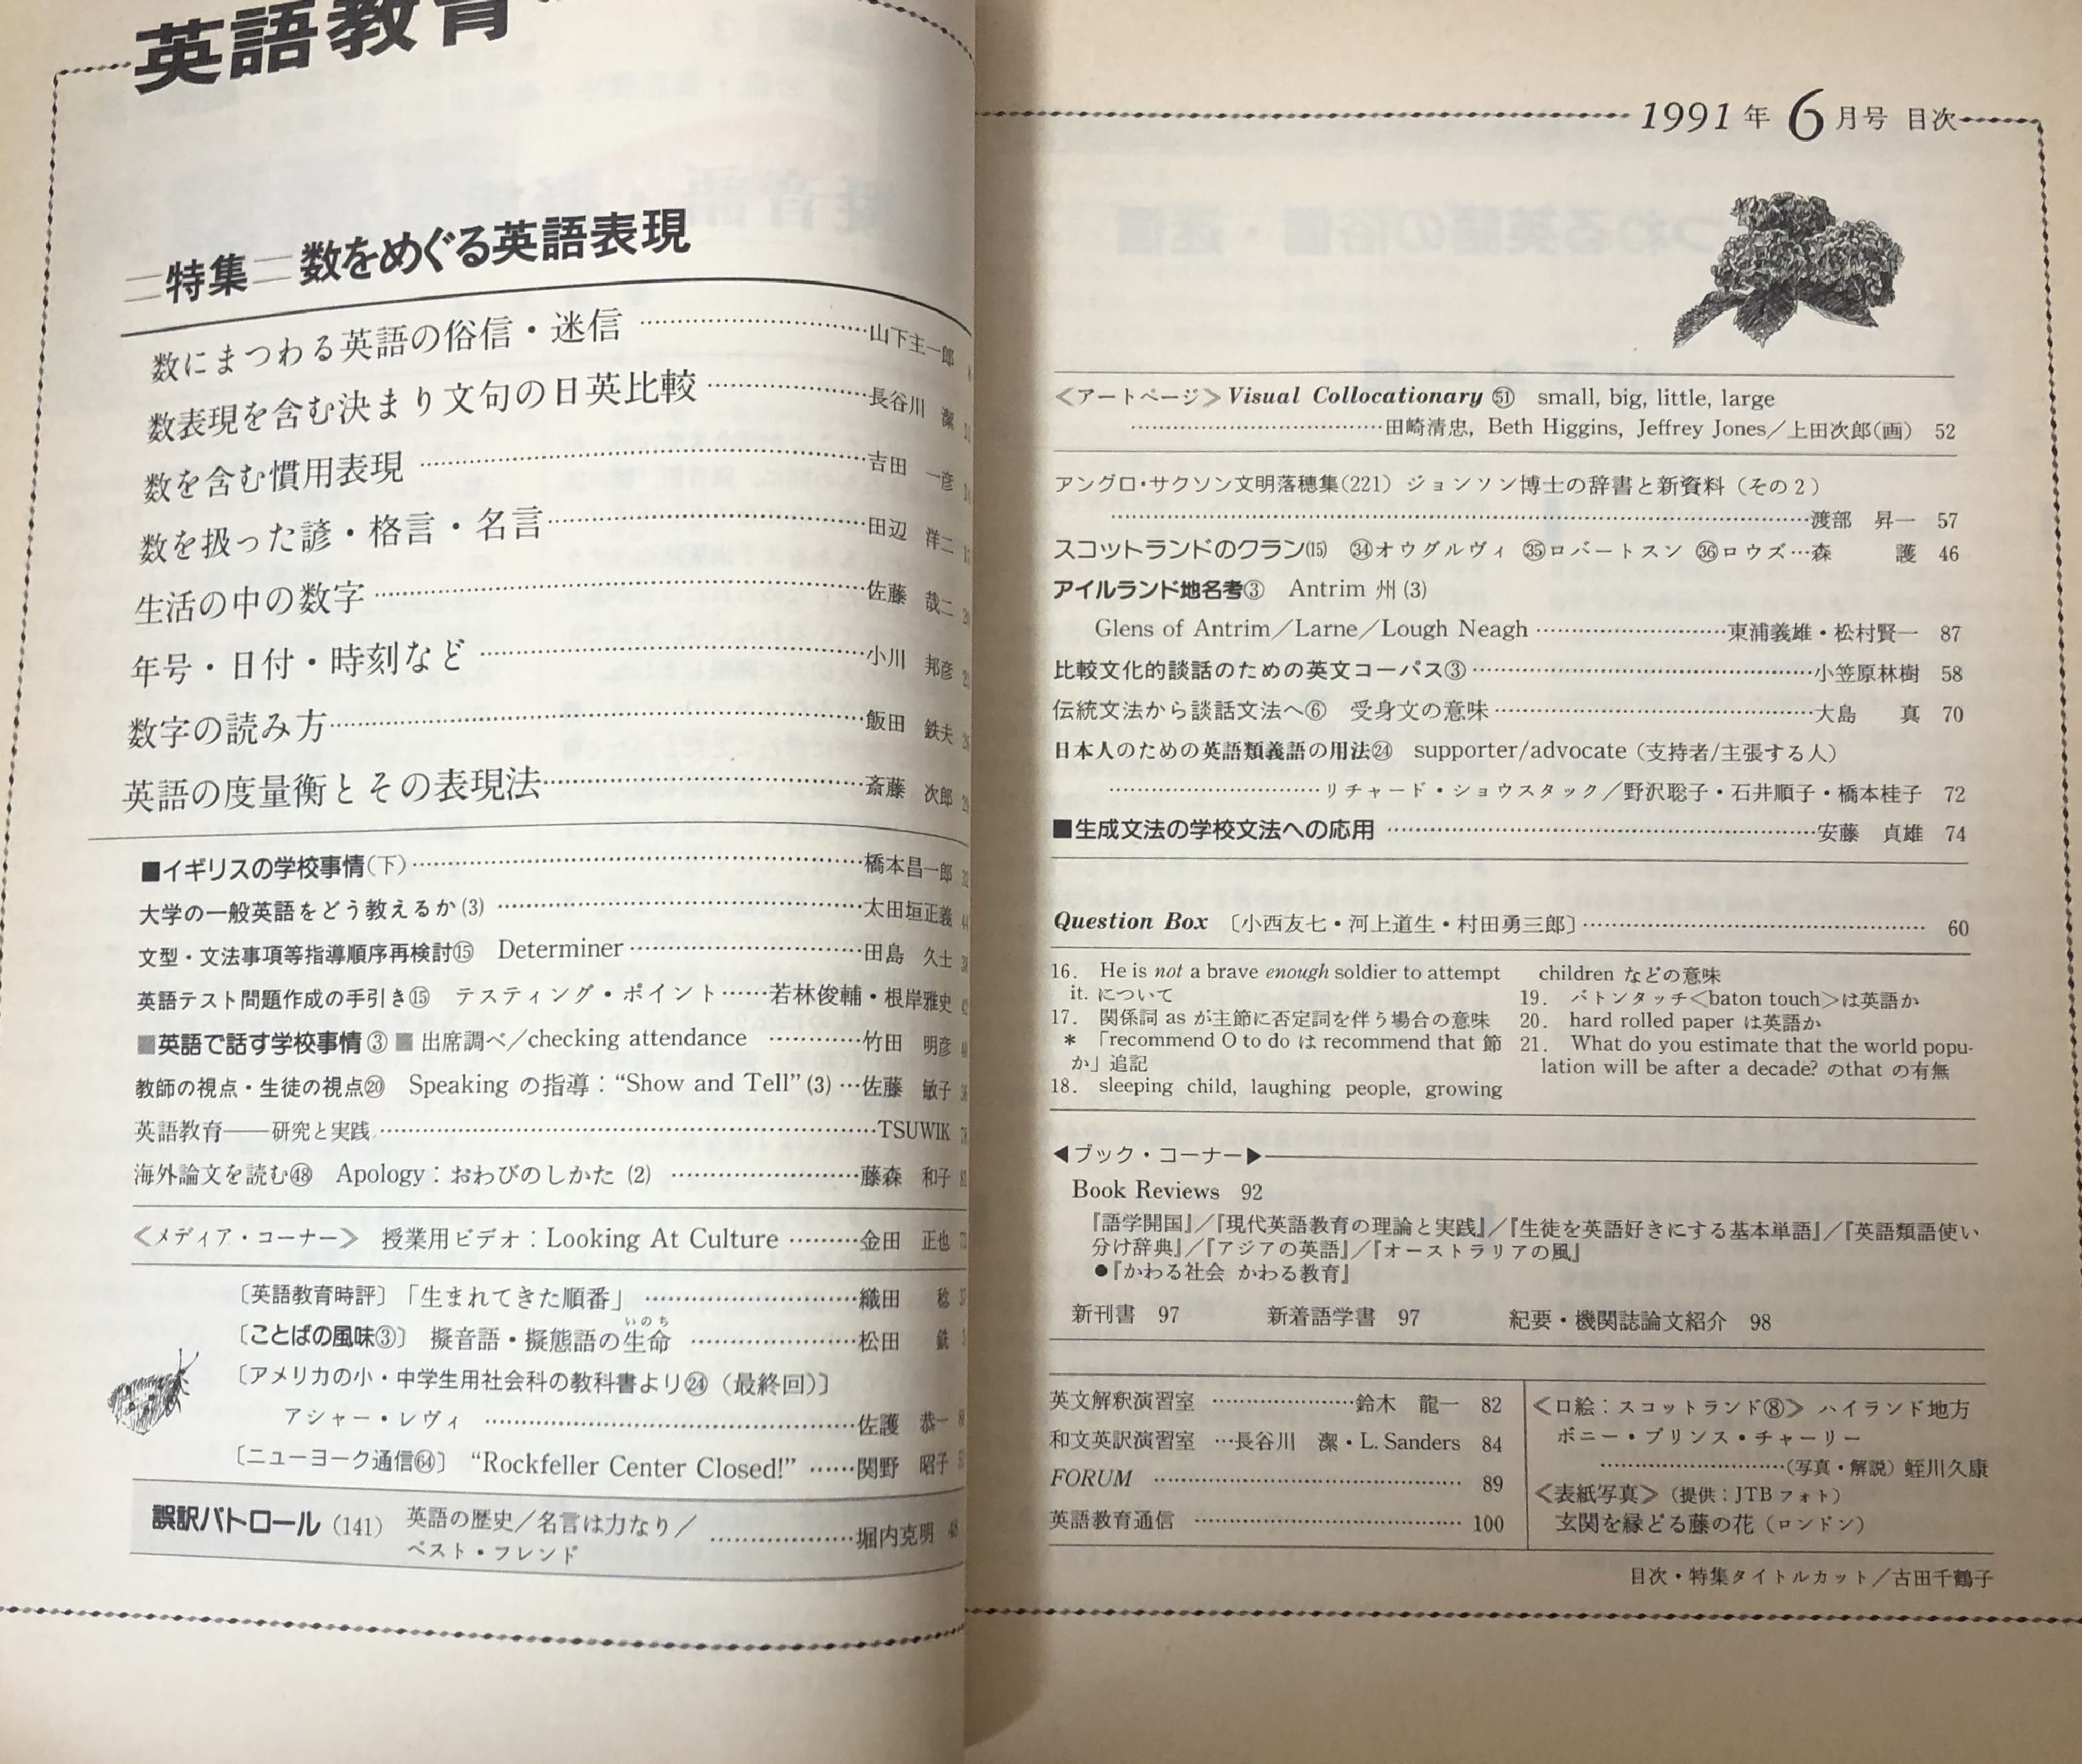 英語教育
＝特集＝数をめぐる英語表現
数にまつわる英語の俗信・迷信 ……山下主一郎
数表現を含む決まり文句の日英比較 ……長谷川 潔
数を含む慣用表現 ……吉田 一彦
数を扱った諺・格言・名言……田辺 洋二
生活の中の数字……佐藤 哉二
年号・日付・時刻など……小川 邦彦
数字の読み方……飯田 鉄夫
英語の度量衡とその表現法……斎藤 次郎
■イギリスの学校事情(下)……橋本昌一郎
大学の一般英語をどう教えるか(3) ……太田垣正義
文型・文法事項等指導順序再検討⑮ Determiner……田島 久士
英語テスト問題作成の手引き⑮ テスティング・ポイント……若林俊輔・根岸雅史
■英語で話す学校事情③■出席調べ／checking attendance ……竹田 明彦
教師の視点・生徒の視点⑳ Speaking の指導：“Show and Tell”(3)…佐藤 敏子
英語教育——研究と実践……TSUWIK
海外論文を読む㊽ Apology：おわびのしかた (2) ……藤森 和子
≪メディア・コーナー≫ 授業用ビデオ：Looking At Culture ……金田 正也
〔英語教育時評〕「生まれてきた順番」 ……織田 稔
〔ことばの風味③〕 擬音語・擬態語の生命 ……松田 銑
いのち
〔アメリカの小・中学生用社会科の教科書より㉔（最終回）〕
アシャー・レヴィ ……佐護 恭一
〔ニューヨーク通信64〕 “Rockfeller Center Closed!” ……関野 昭子
誤訳パトロール (141) 英語の歴史／名言は力なり／
ベスト・フレンド ……堀内克明
1991年6月号 目次
≪アートページ≫ Visual Collocationary 51 small, big, little, large
……田崎清忠, Beth Higgins, Jeffrey Jones／上田次郎(画) 52
アングロ・サクソン文明落穂集(221) ジョンソン博士の辞書と新資料（その２）
……渡部 昇一 57
スコットランドのクラン(15) ㉞オウグルヴィ ㉟ロバートスン ㊱ロウズ…森 護 46
アイルランド地名考③ Antrim 州 (3)
Glens of Antrim／Larne／Lough Neagh ……東浦義雄・松村賢一 87
比較文化的談話のための英文コーパス③……小笠原林樹 58
伝統文法から談話文法へ⑥ 受身文の意味……大島 真 70
日本人のための英語類義語の用法㉔ supporter/advocate（支持者/主張する人）
……リチャード・ショウスタック／野沢聡子・石井順子・橋本桂子 72
■生成文法の学校文法への応用 ……安藤 貞雄 74
Question Box 〔小西友七・河上道生・村田勇三郎〕…… 60
16. He is not a brave enough soldier to attempt
it. について
17. 関係詞 as が主節に否定詞を伴う場合の意味
* 「recommend O to do は recommend that 節
か」追記
18. sleeping child, laughing people, growing
children などの意味
19. バトンタッチ<baton touch>は英語か
20. hard rolled paper は英語か
21. What do you estimate that the world popu-
lation will be after a decade? のthat の有無
◀ブック・コーナー▶
Book Reviews 92
『語学開国』／『現代英語教育の理論と実践』／『生徒を英語好きにする基本単語』／『英語類語使い
分け辞典』／『アジアの英語』／『オーストラリアの風』
●『かわる社会 かわる教育』
新刊書 97 新着語学書 97 紀要・機関誌論文紹介 98
英文解釈演習室 ……鈴木 龍一 82
和文英訳演習室 …長谷川 潔・L. Sanders 84
FORUM …… 89
英語教育通信 …… 100
≪口絵：スコットランド⑧≫ ハイランド地方
ボニー・プリンス・チャーリー
……(写真・解説) 蛭川久康
≪表紙写真≫（提供：JTBフォト）
玄関を縁どる藤の花（ロンドン）
目次・特集タイトルカット／古田千鶴子